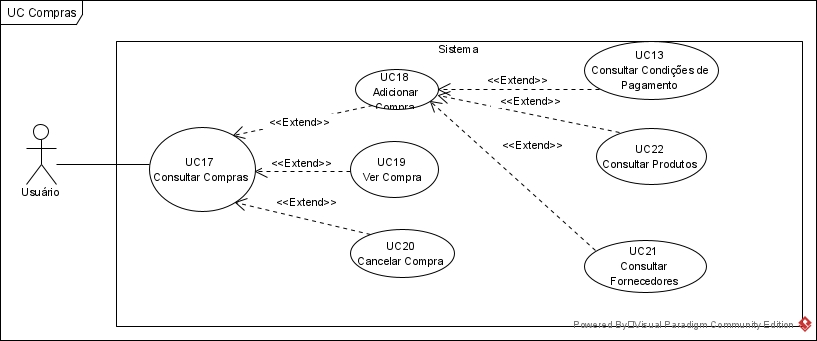 UC Compras
Sistema
UC18
Adicionar
Compra
<<Extend>>
UC13
Consultar Condições de
Pagamento
<<Extend>>
<<Extend>>
<<Extend>>
UC22
Consultar Produtos
Usuário
UC17
Consultar Compras
<<Extend>>
UC19
Ver Compra
<<Extend>>
UC20
Cancelar Compra
UC21
Consultar
Fornecedores
Powered By Visual Paradigm Community Edition